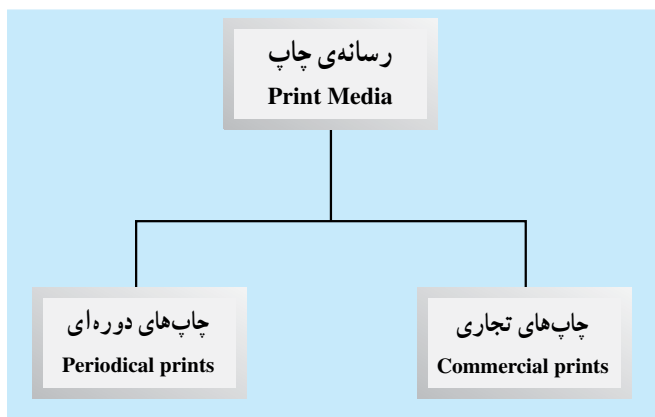 رسانه‌ی چاپ
Print Media
چاپ‌های تجاری
Commercial prints
چاپ‌های دوره‌ای
Periodical prints